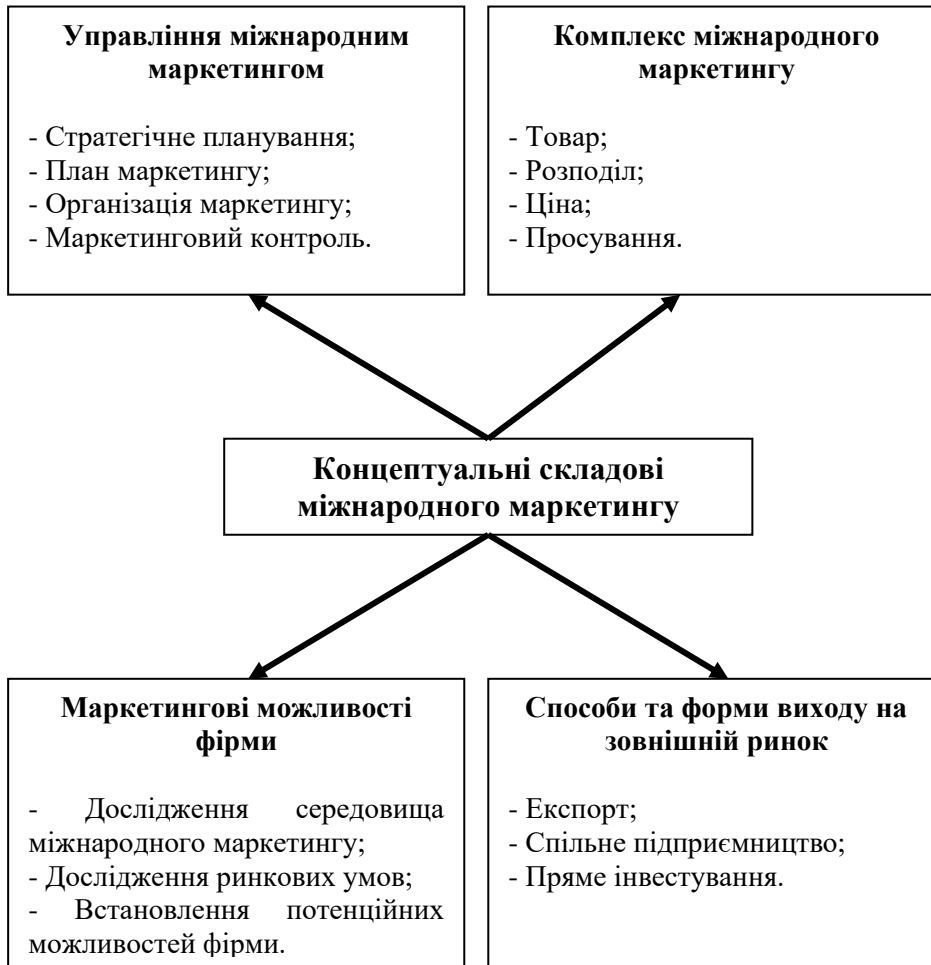 Управління міжнародним
маркетингом
- Стратегічне планування;
- План маркетингу;
- Організація маркетингу;
- Маркетинговий контроль.
Комплекс міжнародного
маркетингу
- Товар;
- Розподіл;
- Ціна;
- Просування.
Концептуальні складові
міжнародного маркетингу
Маркетингові можливості
фірми
- Дослідження середовища
міжнародного маркетингу;
- Дослідження ринкових умов;
- Встановлення потенційних
можливостей фірми.
Способи та форми виходу на
зовнішній ринок
- Експорт;
- Спільне підприємництво;
- Пряме інвестування.